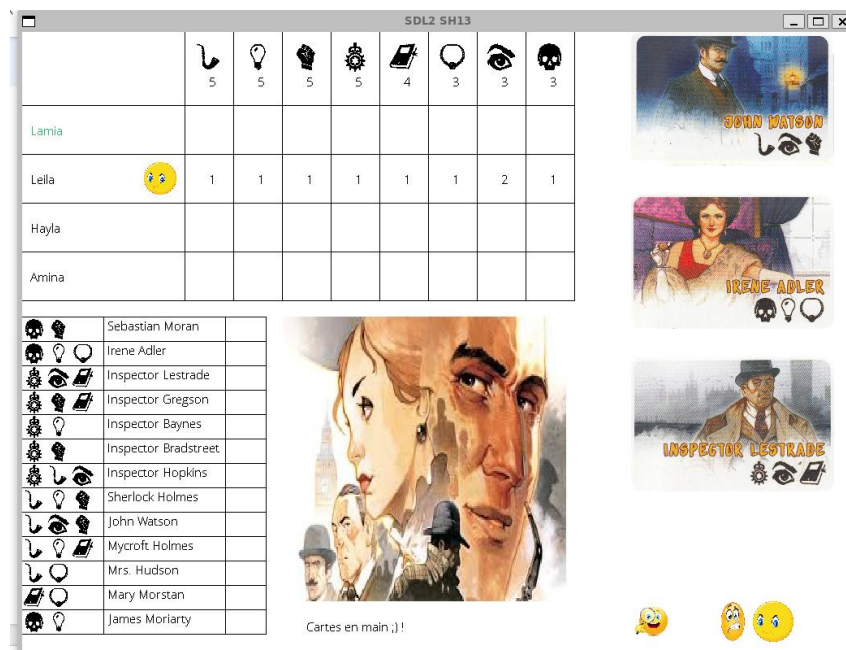 SDL2 SH13
5 5 5 5 4 3 3 3
Lamia
Leila 1 1 1 1 1 1 2 1
Hayla
Amina
JOHN WATSON
IRENE ADLER
INSPECTOR LESTRADE
Sebastian Moran
Irene Adler
Inspector Lestrade
Inspector Gregson
Inspector Baynes
Inspector Bradstreet
Inspector Hopkins
Sherlock Holmes
John Watson
Mycroft Holmes
Mrs. Hudson
Mary Morstan
James Moriarty
Cartes en main ;) !